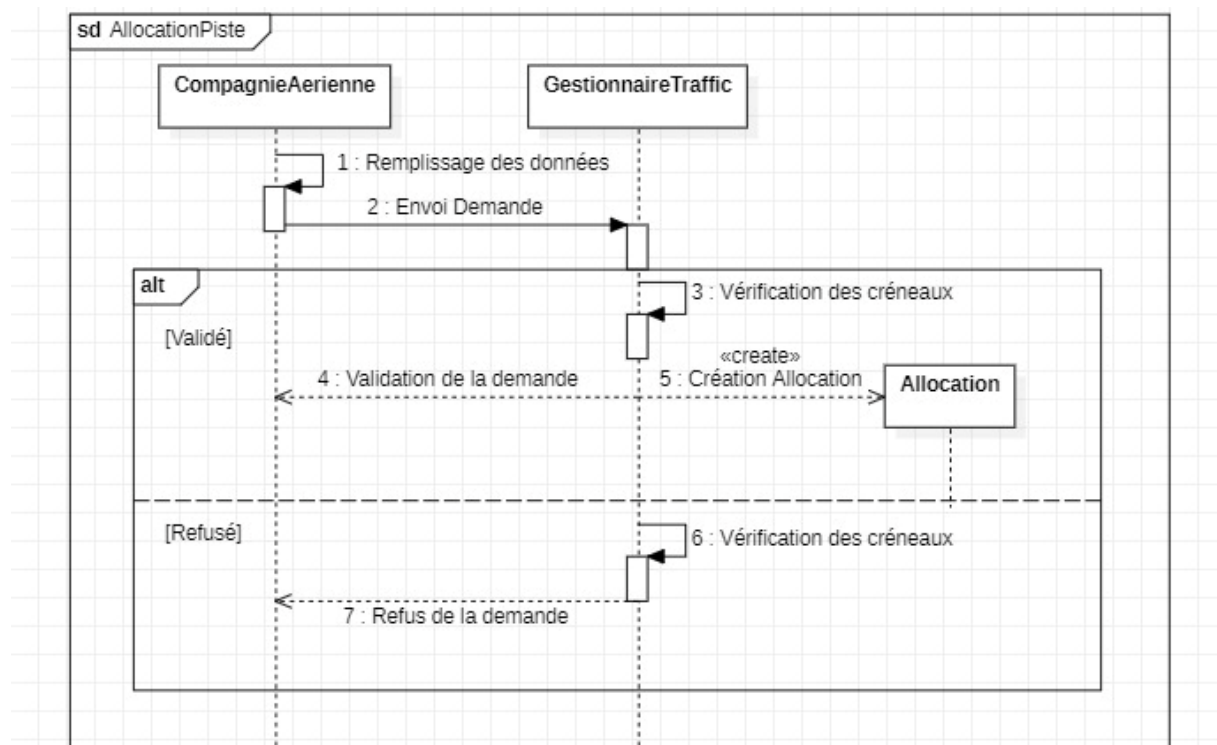 sd AllocationPiste
CompagnieAerienne
GestionnaireTraffic
1 : Remplissage des données
2 : Envoi Demande
alt
3 : Vérification des créneaux
[Validé]
«create»
4 : Validation de la demande
5 : Création Allocation
Allocation
[Refusé]
6 : Vérification des créneaux
7 : Refus de la demande